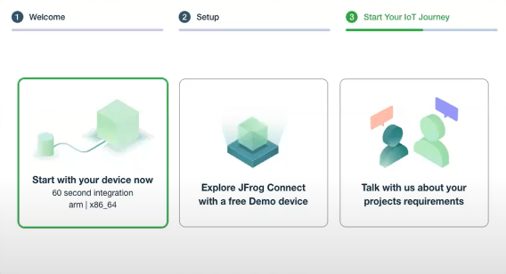 1 Welcome
2 Setup
3 Start Your IoT Journey
Start with your device now
60 second integration
arm | x86_64
Explore JFrog Connect
with a free Demo device
Talk with us about your
projects requirements